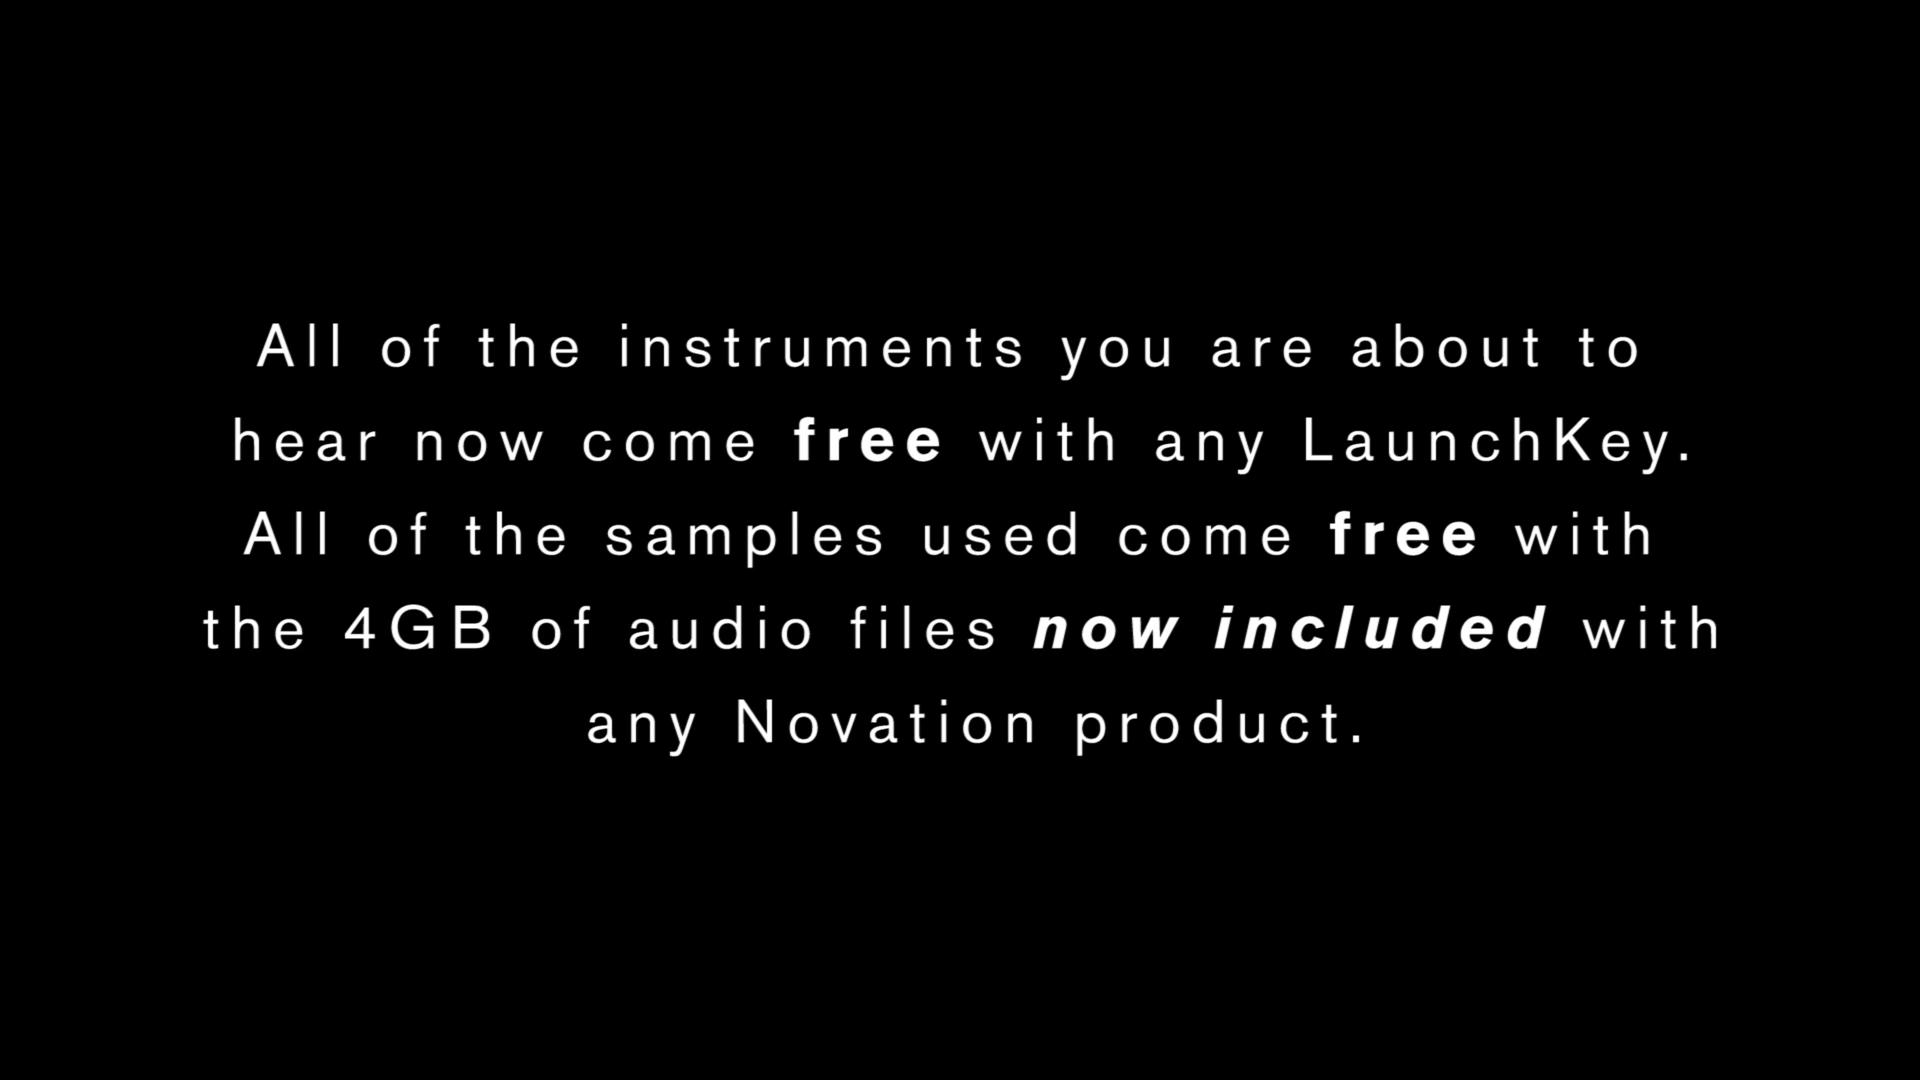 All of the instruments you are about to
hear now come free with any LaunchKey.
All of the samples used come free with
the 4GB of audio files now included with
any Novation product.